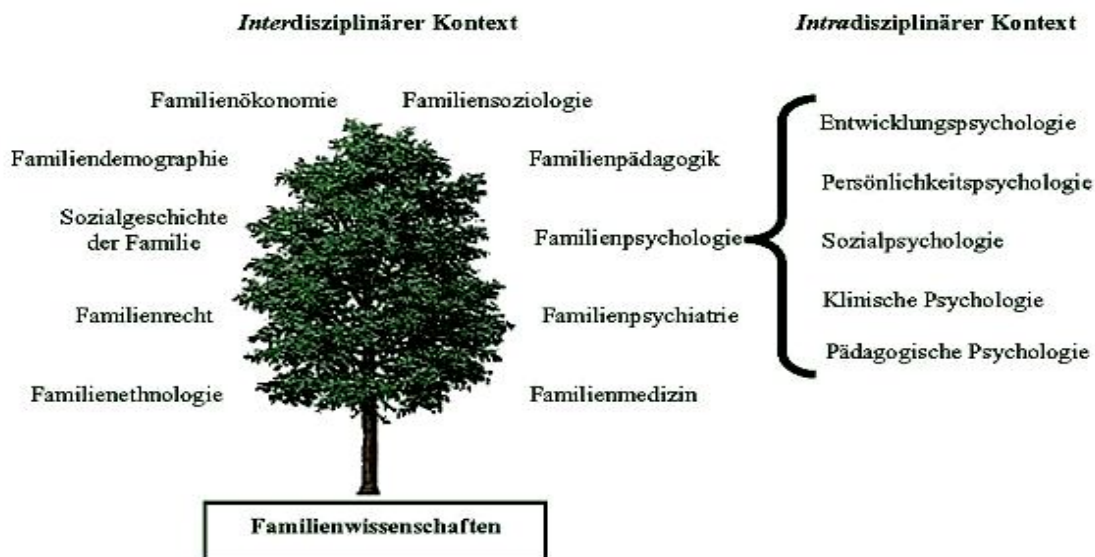 Interdisziplinärer Kontext
Intradisziplinärer Kontext
Familienökonomie
Familiensoziologie
Familiendemographie
Familienpädagogik
Sozialgeschichte
der Familie
Familienpsychologie
Familienrecht
Familienpsychiatrie
Familienethnologie
Familienmedizin
Entwicklungspsychologie
Persönlichkeitspsychologie
Sozialpsychologie
Klinische Psychologie
Pädagogische Psychologie
Familienwissenschaften